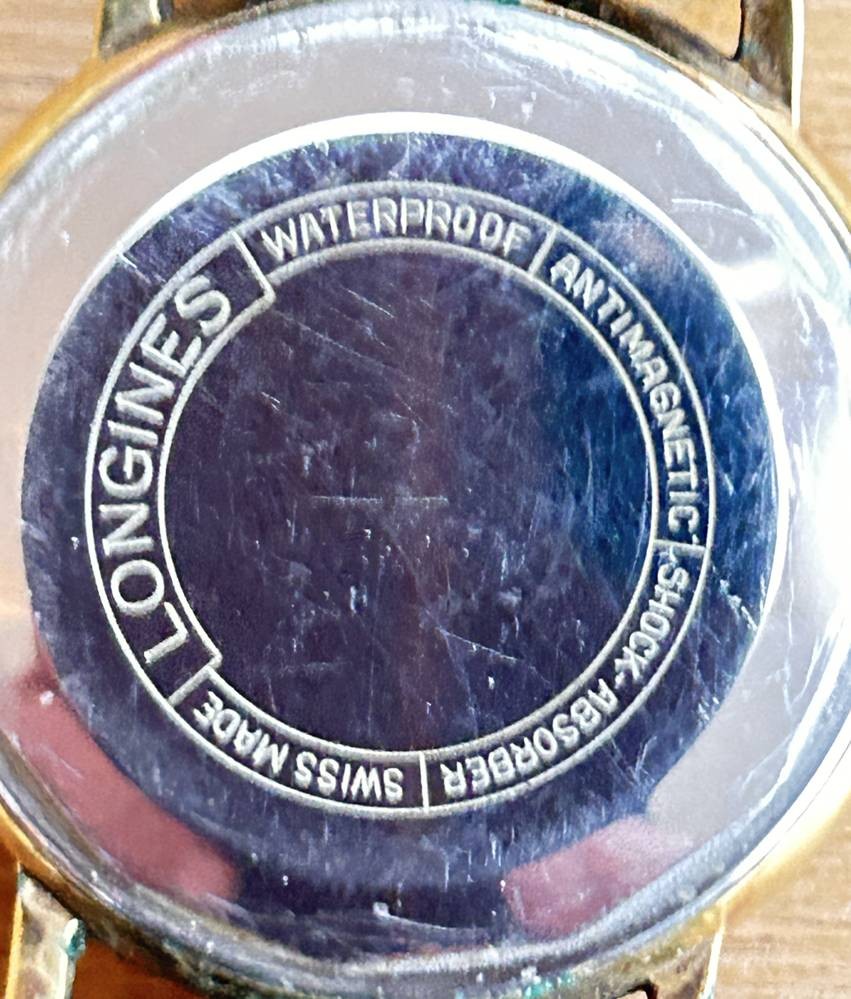 LONGINES
WATERPROOF
ANTIMAGNETIC
SHOCK-ABSORBER
SWISS MADE